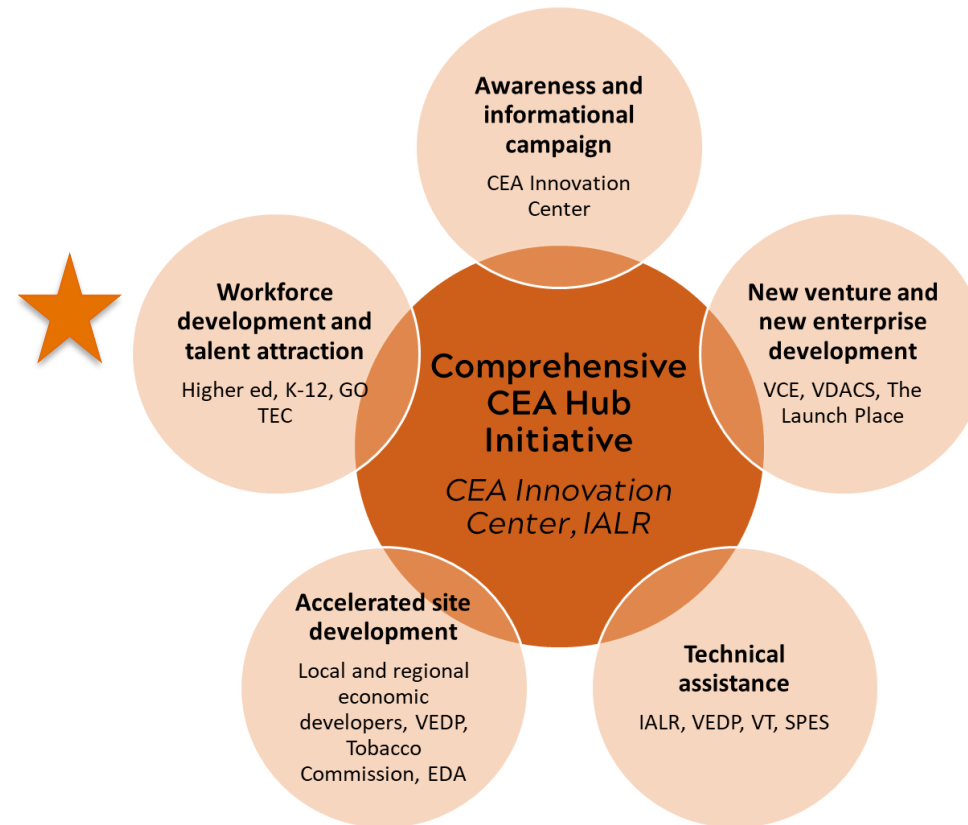 Awareness and
informational
campaign
CEA Innovation
Center
Workforce
development and
talent attraction
Higher ed, K-12, GO
TEC
New venture and
new enterprise
development
VCE, VDACS, The
Launch Place
Comprehensive
CEA Hub
Initiative
CEA Innovation
Center, IALR
Accelerated site
development
Local and regional
economic
developers, VEDP,
Tobacco
Commission, EDA
Technical
assistance
IALR, VEDP, VT, SPES